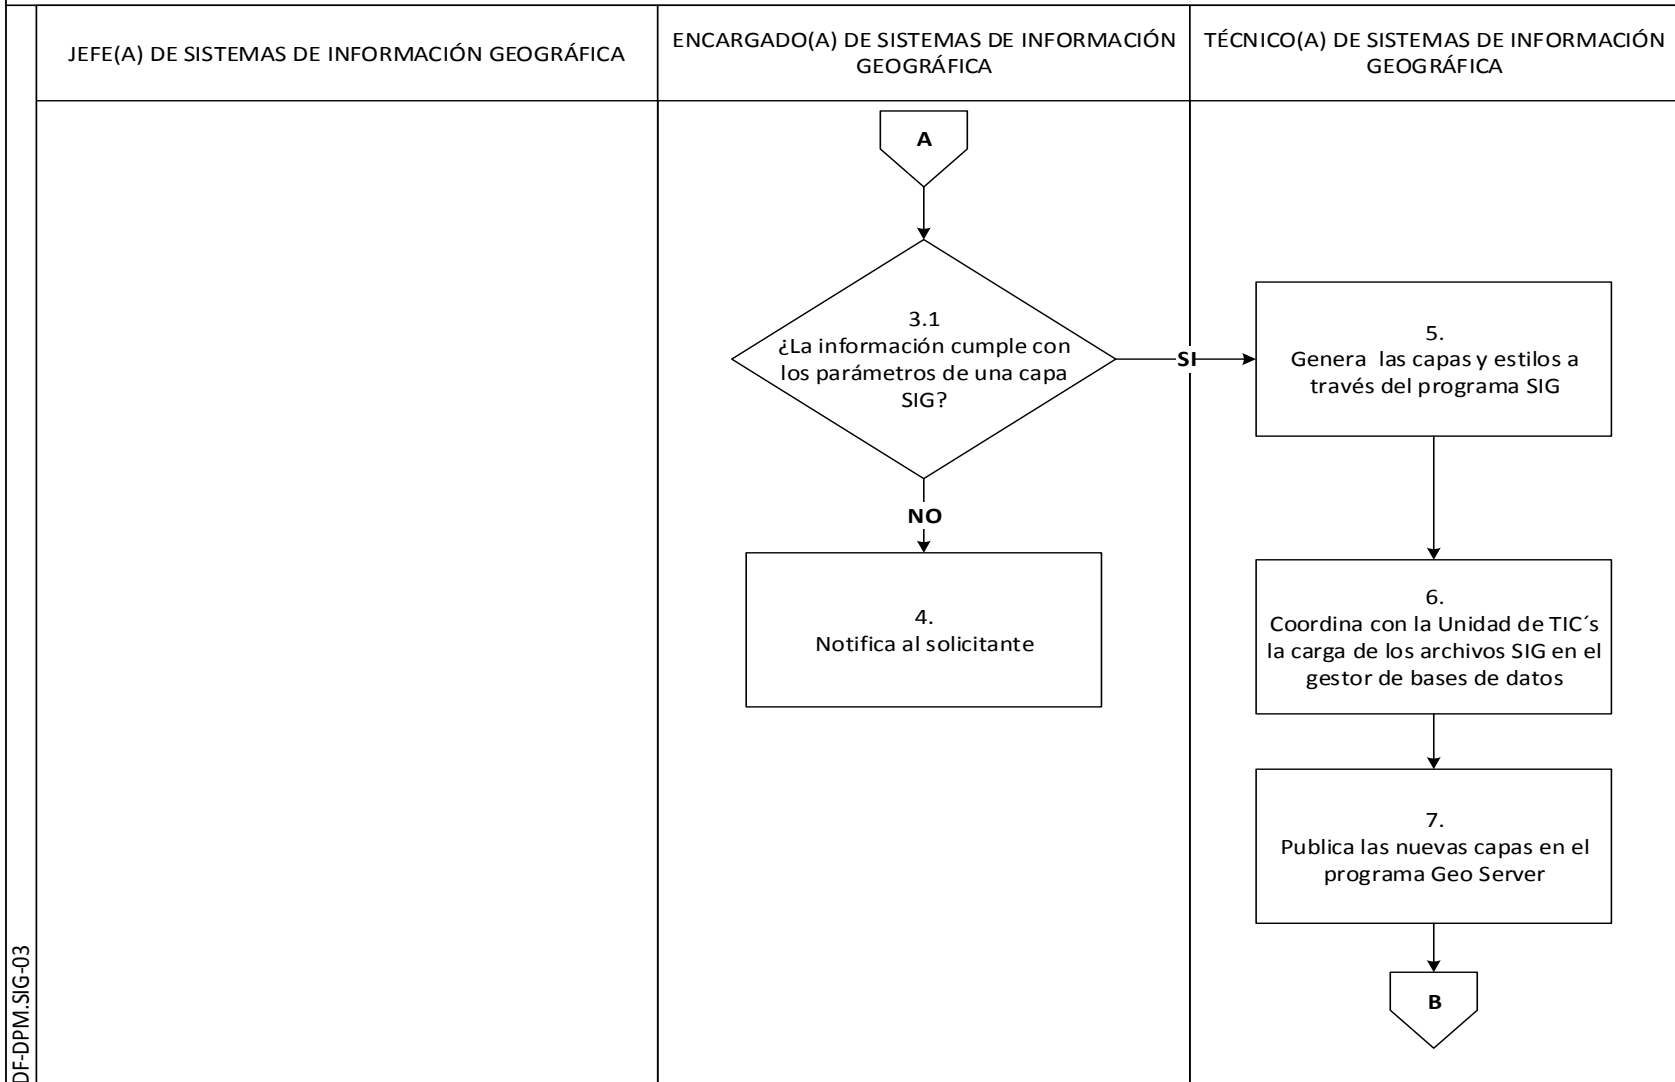 JEFE(A) DE SISTEMAS DE INFORMACIÓN GEOGRÁFICA
ENCARGADO(A) DE SISTEMAS DE INFORMACIÓN
GEOGRÁFICA
TÉCNICO(A) DE SISTEMAS DE INFORMACIÓN
GEOGRÁFICA
A
3.1
¿La información cumple con
los parámetros de una capa
SIG?
SI
NO
4.
Notifica al solicitante
5.
Genera las capas y estilos a
través del programa SIG
6.
Coordina con la Unidad de TIC´s
la carga de los archivos SIG en el
gestor de bases de datos
7.
Publica las nuevas capas en el
programa Geo Server
B
DF-DPM.SIG-03